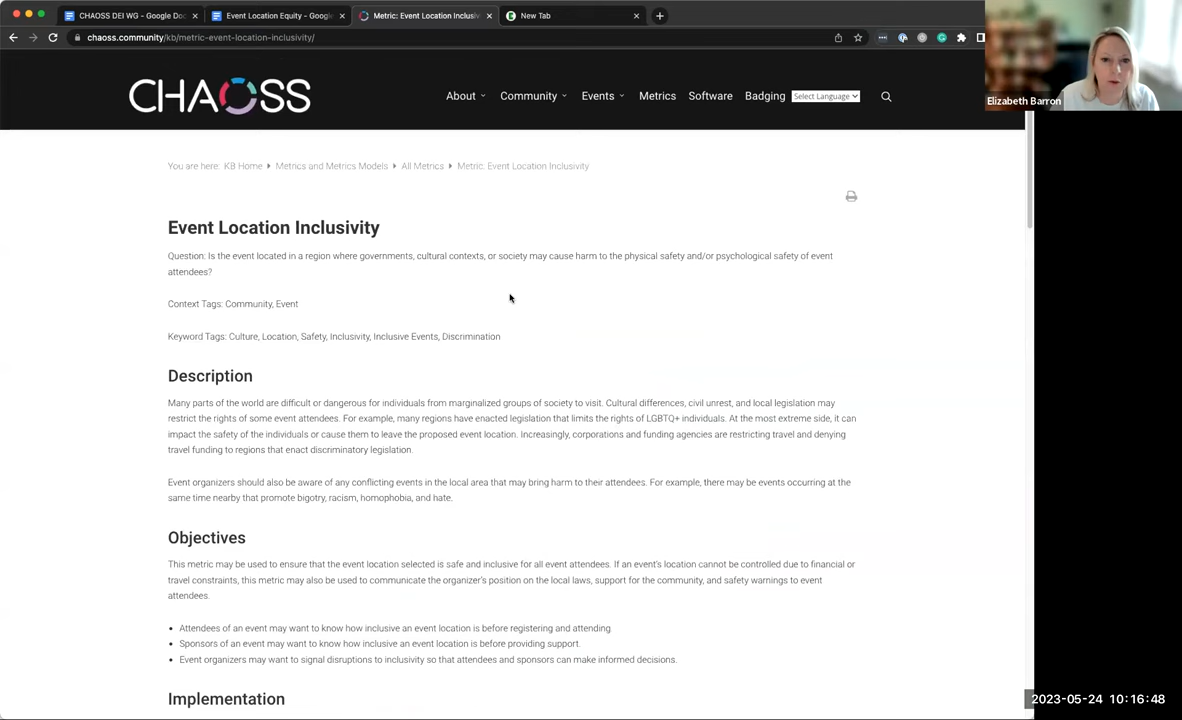 CHAOSS DEI WG - Google Doc
Event Location Equity - Google
Metric: Event Location Inclusiv
New Tab
chaoss.community/kb/metric-event-location-inclusivity/
CHAOSS
About
Community
Events
Metrics
Software
Badging
Select Language
Elizabeth Barron
You are here: KB Home Metrics and Metrics Models All Metrics Metric: Event Location Inclusivity
Event Location Inclusivity
Question: Is the event located in a region where governments, cultural contexts, or society may cause harm to the physical safety and/or psychological safety of event
attendees?
Context Tags: Community, Event
Keyword Tags: Culture, Location, Safety, Inclusivity, Inclusive Events, Discrimination
Description
Many parts of the world are difficult or dangerous for individuals from marginalized groups of society to visit. Cultural differences, civil unrest, and local legislation may
restrict the rights of some event attendees. For example, many regions have enacted legislation that limits the rights of LGBTQ+ individuals. At the most extreme side, it can
impact the safety of the individuals or cause them to leave the proposed event location. Increasingly, corporations and funding agencies are restricting travel and denying
travel funding to regions that enact discriminatory legislation.
Event organizers should also be aware of any conflicting events in the local area that may bring harm to their attendees. For example, there may be events occurring at the
same time nearby that promote bigotry, racism, homophobia, and hate.
Objectives
This metric may be used to ensure that the event location selected is safe and inclusive for all event attendees. If an event's location cannot be controlled due to financial or
travel constraints, this metric may also be used to communicate the organizer's position on the local laws, support for the community, and safety warnings to event
attendees.
• Attendees of an event may want to know how inclusive an event location is before registering and attending.
• Sponsors of an event may want to know how inclusive an event location is before providing support.
• Event organizers may want to signal disruptions to inclusivity so that attendees and sponsors can make informed decisions.
Implementation
2023-05-24 10:16:48